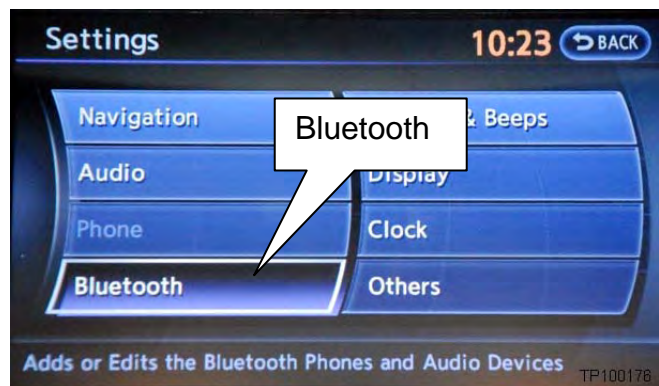 Settings
10:23
BACK
Navigation
& Beeps
Bluetooth
Audio
Display
Phone
Clock
Bluetooth
Others
Adds or Edits the Bluetooth Phones and Audio Devices
TP100176